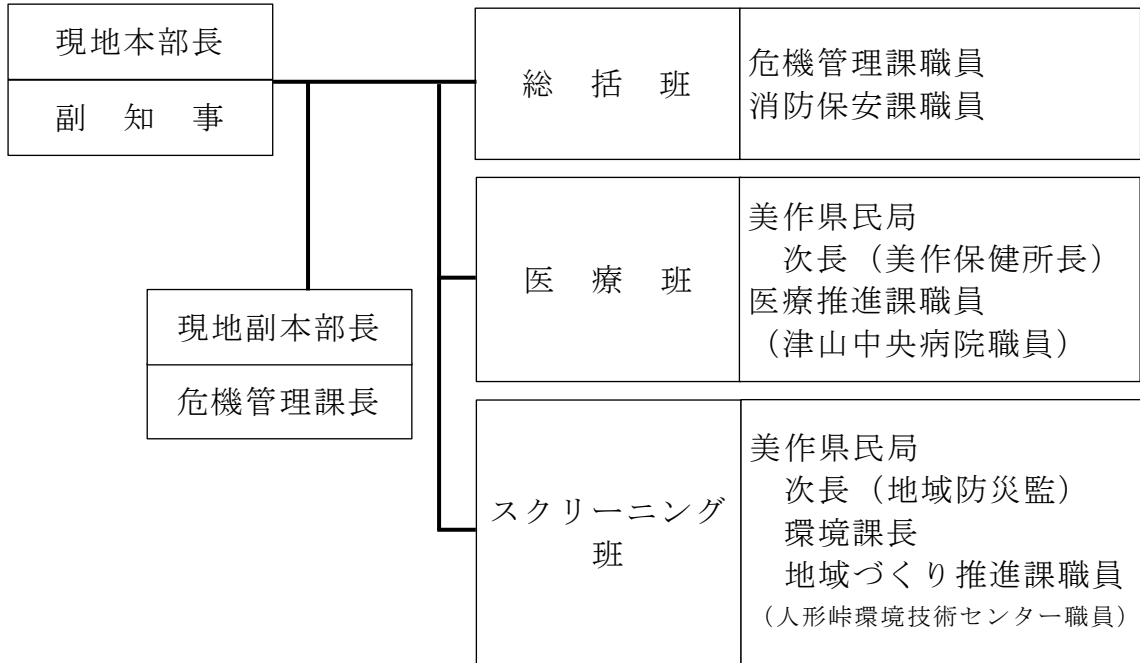 現地本部長
副　知　事
現地副本部長
危機管理課長
総　括　班
危機管理課職員
消防保安課職員
医　療　班
美作県民局
　次長（美作保健所長）
医療推進課職員
（津山中央病院職員）
スクリーニング
班
美作県民局
　次長（地域防災監）
　環境課長
　地域づくり推進課職員
（人形峠環境技術センター職員）